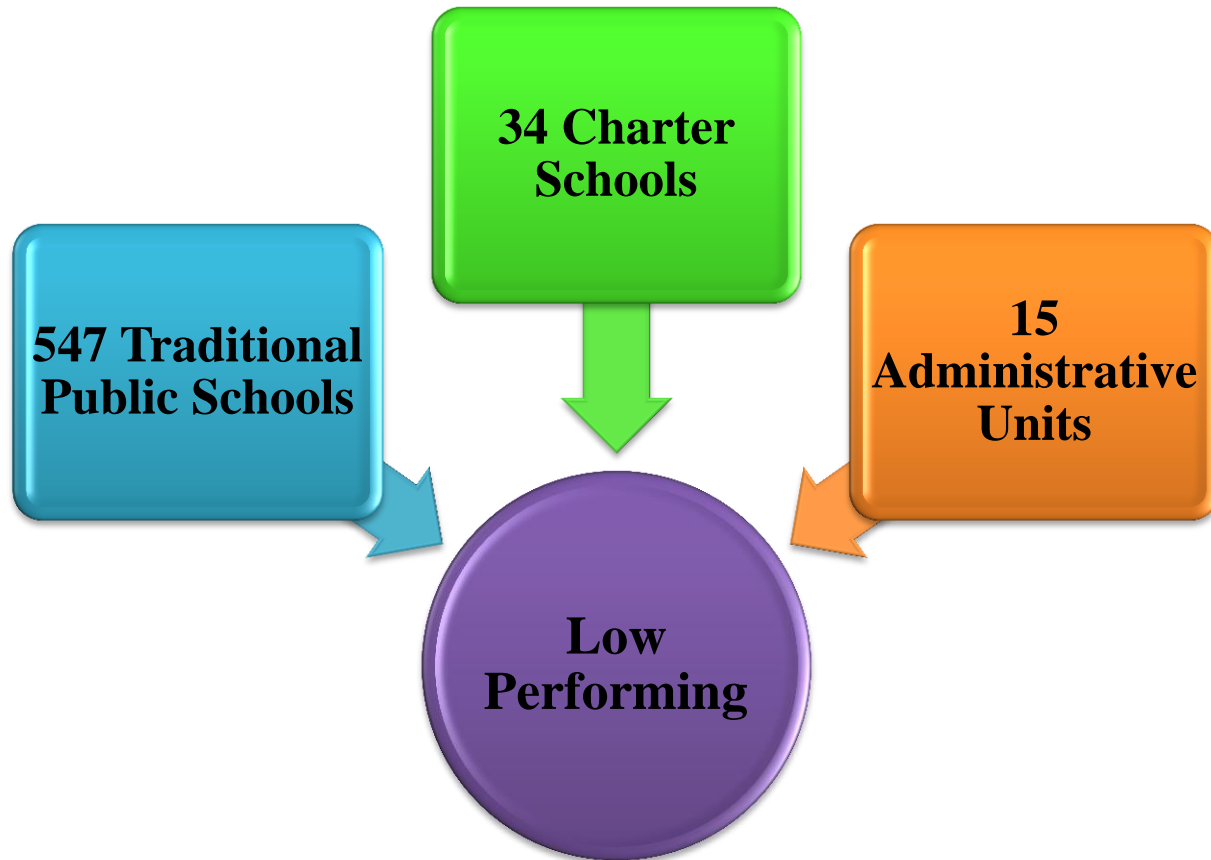 34 Charter
Schools
547 Traditional
Public Schools
15
Administrative
Units
Low
Performing